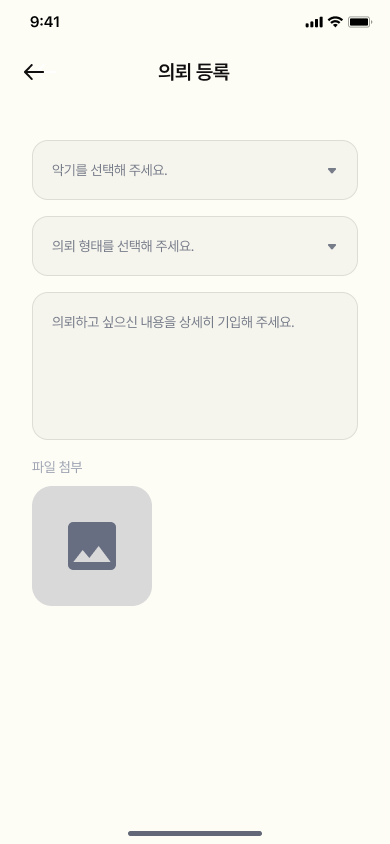 9:41
의뢰 등록
악기를 선택해 주세요.
의뢰 형태를 선택해 주세요.
의뢰하고 싶으신 내용을 상세히 기입해 주세요.
파일 첨부